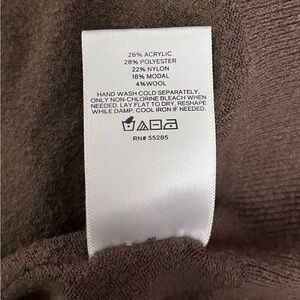 28% ACRYLIC
28% POLYESTER
22% NYLON
18% MODAL
4% WOOL
HAND WASH COLD SEPARATELY.
ONLY NON-CHLORINE BLEACH WHEN
NEEDED. LAY FLAT TO DRY, RESHAPE
WHILE DAMP. COOL IRON IF NEEDED.
RN# 55285